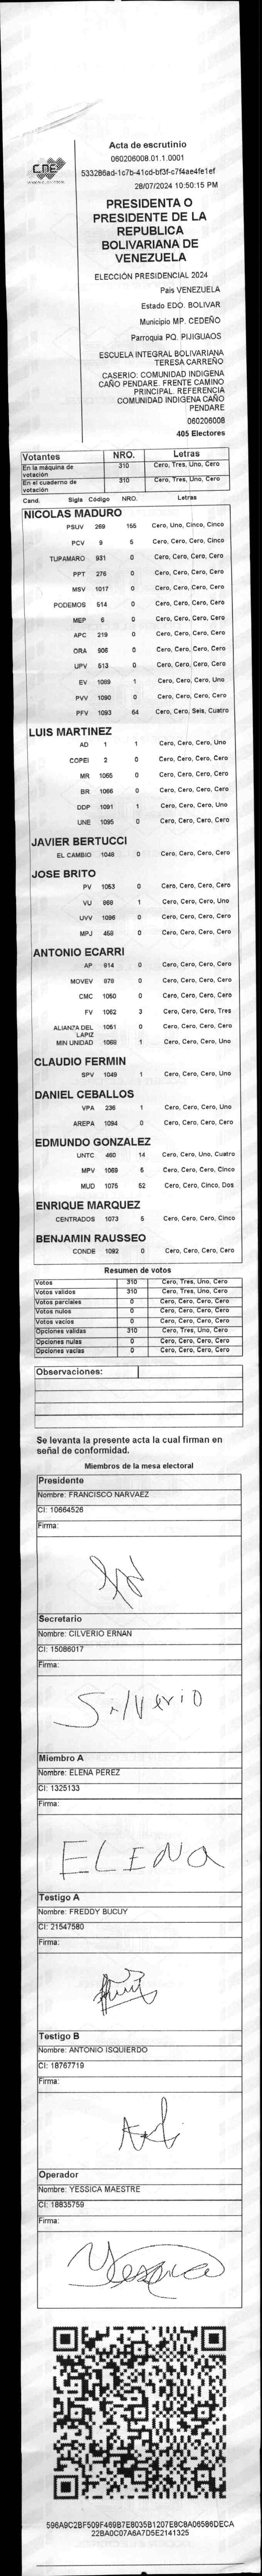 CNE
Acta de escrutinio
060206008.01.1.0001
533286ad-1c7b-41cd-bf3f-c7f4ae4fe1ef
28/07/2024 10:50:15 PM
PRESIDENTA O
PRESIDENTE DE LA
REPUBLICA
BOLIVARIANA DE
VENEZUELA
ELECCIÓN PRESIDENCIAL 2024
Pais VENEZUELA
Estado EDO. BOLIVAR
Municipio MP. CEDEÑO
Parroquia PQ. PIJIGUAOS
ESCUELA INTEGRAL BOLIVARIANA
TERESA CARREÑO
CASERIO: COMUNIDAD INDIGENA
CAÑO PENDARE. FRENTE CAMINO
PRINCIPAL. REFERENCIA
COMUNIDAD INDIGENA CAÑO
PENDARE
060206008
405 Electores
Votantes NRO. Letras
En la máquina de votación 310 Cero, Tres, Uno, Cero
En el cuaderno de votación 310 Cero, Tres, Uno, Cero
Cand. Sigla Código NRO. Letras
NICOLAS MADURO
PSUV 269 155 Cero, Uno, Cinco, Cinco
PCV 9 5 Cero, Cero, Cero, Cinco
TUPAMARO 931 0 Cero, Cero, Cero, Cero
PPT 276 0 Cero, Cero, Cero, Cero
MSV 1017 0 Cero, Cero, Cero, Cero
PODEMOS 514 0 Cero, Cero, Cero, Cero
MEP 6 0 Cero, Cero, Cero, Cero
APC 219 0 Cero, Cero, Cero, Cero
ORA 906 0 Cero, Cero, Cero, Cero
UPV 513 0 Cero, Cero, Cero, Cero
EV 1089 1 Cero, Cero, Cero, Uno
PVV 1090 0 Cero, Cero, Cero, Cero
PFV 1093 64 Cero, Cero, Seis, Cuatro
LUIS MARTINEZ
AD 1 1 Cero, Cero, Cero, Uno
COPEI 2 0 Cero, Cero, Cero, Cero
MR 1065 0 Cero, Cero, Cero, Cero
BR 1066 0 Cero, Cero, Cero, Cero
DDP 1091 1 Cero, Cero, Cero, Uno
UNE 1095 0 Cero, Cero, Cero, Cero
JAVIER BERTUCCI
EL CAMBIO 1048 0 Cero, Cero, Cero, Cero
JOSE BRITO
PV 1053 0 Cero, Cero, Cero, Cero
VU 868 1 Cero, Cero, Cero, Uno
UVV 1096 0 Cero, Cero, Cero, Cero
MPJ 458 0 Cero, Cero, Cero, Cero
ANTONIO ECARRI
AP 914 0 Cero, Cero, Cero, Cero
MOVEV 878 0 Cero, Cero, Cero, Cero
CMC 1050 0 Cero, Cero, Cero, Cero
FV 1062 3 Cero, Cero, Cero, Tres
ALIANZA DEL LAPIZ 1051 0 Cero, Cero, Cero, Cero
MIN UNIDAD 1068 1 Cero, Cero, Cero, Uno
CLAUDIO FERMIN
SPV 1049 1 Cero, Cero, Cero, Uno
DANIEL CEBALLOS
VPA 236 1 Cero, Cero, Cero, Uno
AREPA 1094 0 Cero, Cero, Cero, Cero
EDMUNDO GONZALEZ
UNTC 460 14 Cero, Cero, Uno, Cuatro
MPV 1069 5 Cero, Cero, Cero, Cinco
MUD 1075 52 Cero, Cero, Cinco, Dos
ENRIQUE MARQUEZ
CENTRADOS 1073 5 Cero, Cero, Cero, Cinco
BENJAMIN RAUSSEO
CONDE 1092 0 Cero, Cero, Cero, Cero
Resumen de votos
Votos 310 Cero, Tres, Uno, Cero
Votos validos 310 Cero, Tres, Uno, Cero
Votos parciales 0 Cero, Cero, Cero, Cero
Votos nulos 0 Cero, Cero, Cero, Cero
Votos vacios 0 Cero, Cero, Cero, Cero
Opciones validas 310 Cero, Tres, Uno, Cero
Opciones nulas 0 Cero, Cero, Cero, Cero
Opciones vacias 0 Cero, Cero, Cero, Cero
Observaciones:
Se levanta la presente acta la cual firman en
señal de conformidad.
Miembros de la mesa electoral
Presidente
Nombre: FRANCISCO NARVAEZ
CI: 10664526
Firma:
Secretario
Nombre: CILVERIO ERNAN
CI: 15086017
Firma:
Silverio
Miembro A
Nombre: ELENA PEREZ
CI: 1325133
Firma:
ELENA
Testigo A
Nombre: FREDDY BUCUY
CI: 21547580
Firma:
Testigo B
Nombre: ANTONIO ISQUIERDO
CI: 18767719
Firma:
Operador
Nombre: YESSICA MAESTRE
CI: 18835759
Firma:
Yessica
596A9C2BF509F469B7E8035B1207E8C8A06586DECA
22BA0C07A6A7D5E2141325